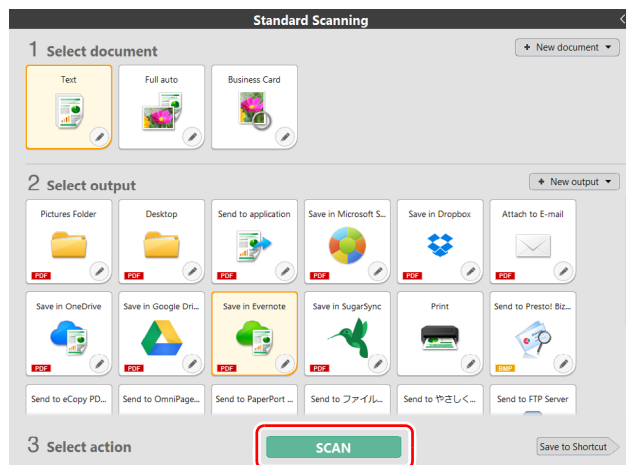 Standard Scanning
1 Select document
+ New document
Text
Full auto
Business Card
2 Select output
+ New output
Pictures Folder
Desktop
Send to application
Save in Microsoft S...
Save in Dropbox
Attach to E-mail
PDF
PDF
PDF
PDF
PDF
PDF
Save in OneDrive
Save in Google Dri...
Save in Evernote
Save in SugarSync
Print
Send to Presto! Biz...
PDF
PDF
PDF
PDF
BMP
Send to eCopy PD...
Send to OmniPage...
Send to PaperPort ...
Send to ファイル...
Send to やさしく...
Send to FTP Server
3 Select action
SCAN
Save to Shortcut